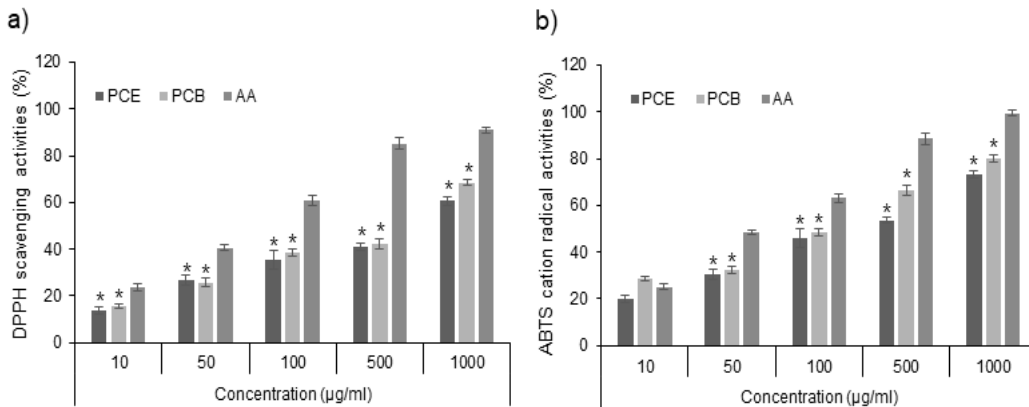 a)
DPPH scavenging activities (%)
120
100
80
60
40
20
0
PCE PCB AA
* * * * * * * * * *
10 50 100 500 1000
Concentration (µg/ml)
b)
ABTS cation radical activities (%)
120
100
80
60
40
20
0
PCE PCB AA
* * * * * * * *
10 50 100 500 1000
Concentration (µg/ml)